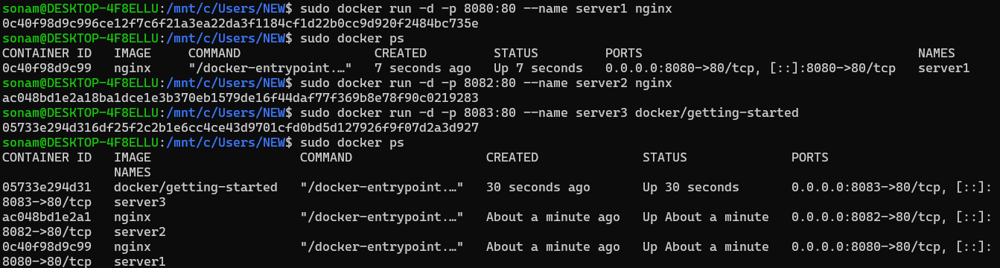 sonam@DESKTOP-4F8ELLU:/mnt/c/Users/NEW$ sudo docker run -d -p 8080:80 --name server1 nginx
0c40f98d9c996ce12f7c6f21a3ea22da3f1184cf1d22b0cc9d920f2484bc735e
sonam@DESKTOP-4F8ELLU:/mnt/c/Users/NEW$ sudo docker ps
CONTAINER ID   IMAGE     COMMAND                  CREATED         STATUS         PORTS                                     NAMES
0c40f98d9c99   nginx     "/docker-entrypoint.…"   7 seconds ago   Up 7 seconds   0.0.0.0:8080->80/tcp, [::]:8080->80/tcp   server1
sonam@DESKTOP-4F8ELLU:/mnt/c/Users/NEW$ sudo docker run -d -p 8082:80 --name server2 nginx
ac048bd1e2a18ba1dce1e3b370eb1579de16f44daf77f369b8e78f90c0219283
sonam@DESKTOP-4F8ELLU:/mnt/c/Users/NEW$ sudo docker run -d -p 8083:80 --name server3 docker/getting-started
05733e294d316df25f2c2b1e6cc4ce43d9701cfd0bd5d127926f9f07d2a3d927
sonam@DESKTOP-4F8ELLU:/mnt/c/Users/NEW$ sudo docker ps
CONTAINER ID   IMAGE                    COMMAND                  CREATED              STATUS              PORTS
               NAMES
05733e294d31   docker/getting-started   "/docker-entrypoint.…"   30 seconds ago       Up 30 seconds       0.0.0.0:8083->80/tcp, [::]:
8083->80/tcp   server3
ac048bd1e2a1   nginx                    "/docker-entrypoint.…"   About a minute ago   Up About a minute   0.0.0.0:8082->80/tcp, [::]:
8082->80/tcp   server2
0c40f98d9c99   nginx                    "/docker-entrypoint.…"   About a minute ago   Up About a minute   0.0.0.0:8080->80/tcp, [::]:
8080->80/tcp   server1